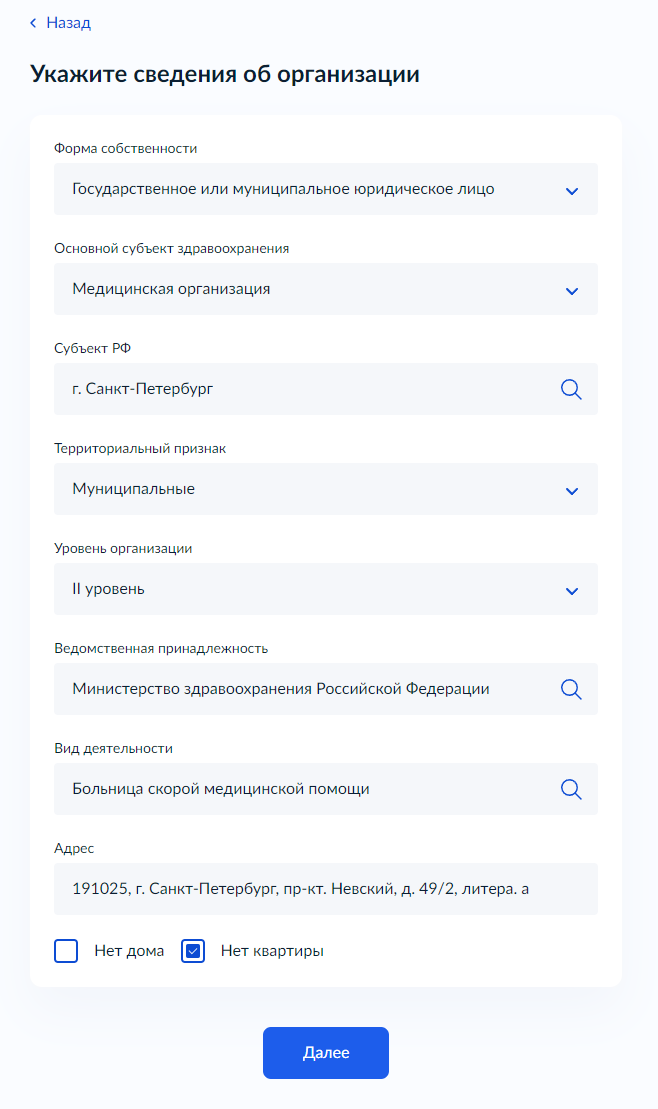 Назад
Укажите сведения об организации
Форма собственности
Государственное или муниципальное юридическое лицо
Основной субъект здравоохранения
Медицинская организация
Субъект РФ
г. Санкт-Петербург
Территориальный признак
Муниципальные
Уровень организации
II уровень
Ведомственная принадлежность
Министерство здравоохранения Российской Федерации
Вид деятельности
Больница скорой медицинской помощи
Адрес
191025, г. Санкт-Петербург, пр-кт. Невский, д. 49/2, литера. а
Нет дома Нет квартиры
Далее